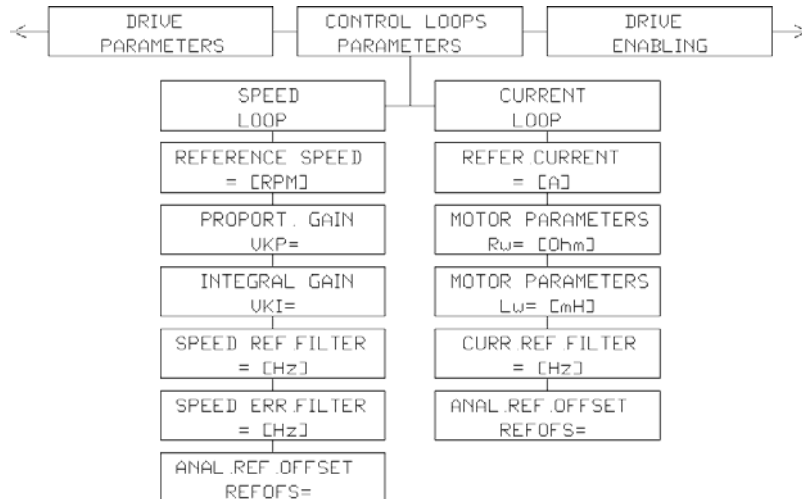 DRIVE
PARAMETERS
CONTROL LOOPS
PARAMETERS
DRIVE
ENABLING
SPEED
LOOP
REFERENCE SPEED
= [RPM]
PROPORT. GAIN
VKP=
INTEGRAL GAIN
VKI=
SPEED REF.FILTER
= [Hz]
SPEED ERR.FILTER
= [Hz]
ANAL.REF.OFFSET
REFOFS=
CURRENT
LOOP
REFER.CURRENT
= [A]
MOTOR PARAMETERS
Rw= [Ohm]
MOTOR PARAMETERS
Lw= [mH]
CURR.REF.FILTER
= [Hz]
ANAL.REF.OFFSET
REFOFS=